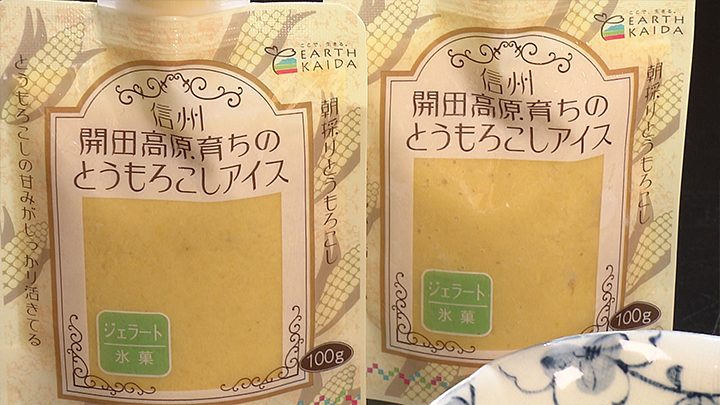 ここで、生きる。
EARTH
KAIDA
信州
開田高原育ちの
とうもろこしアイス
朝採りとうもろこし
とうもろこしの甘みがしっかり活きてる
ジェラート
氷菓
100g
ここで、生きる。
EARTH
KAIDA
信州
開田高原育ちの
とうもろこしアイス
朝採りとうもろこし
ジェラート
氷菓
100g